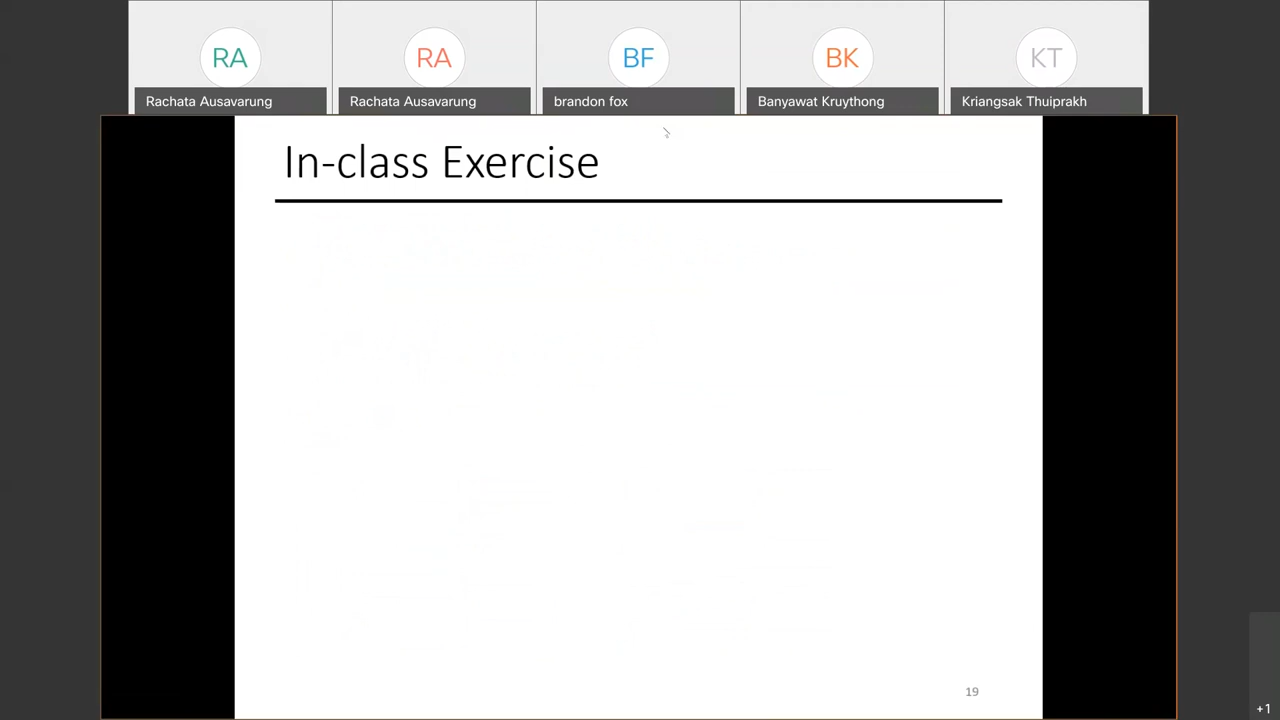 RA
RA
BF
BK
KT
Rachata Ausavarung
Rachata Ausavarung
brandon fox
Banyawat Kruythong
Kriangsak Thuiprakh
In-class Exercise
19
+1